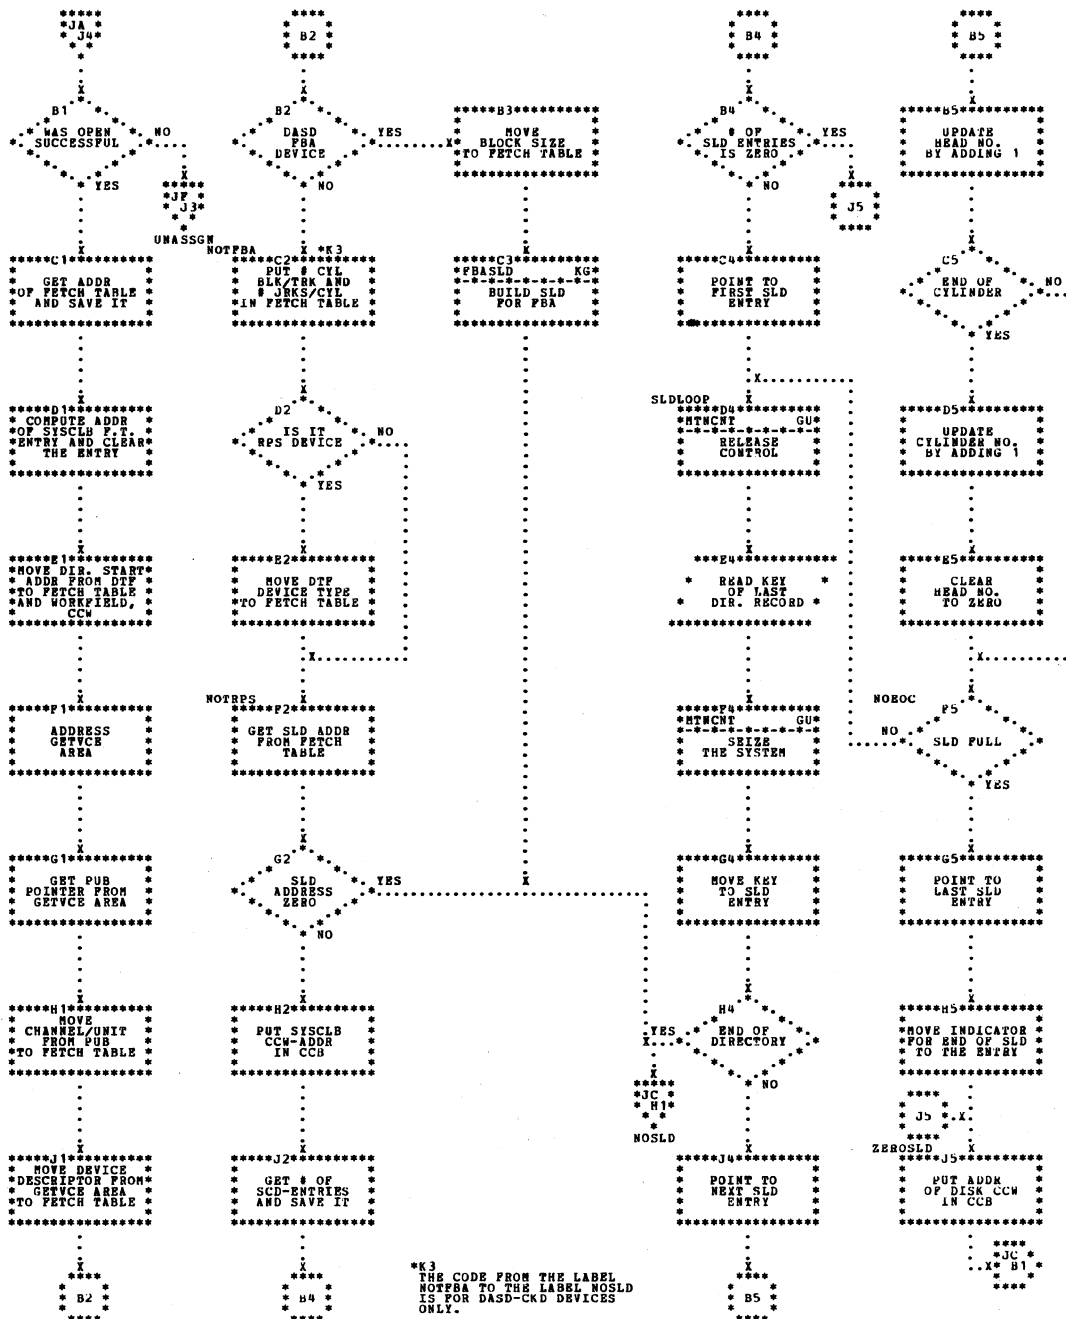 JA
J4
B1
WAS OPEN
SUCCESSFUL
NO
YES
JF
J3
UNASSGN
C1
GET ADDR
OF FETCH TABLE
AND SAVE IT
D1
COMPUTE ADDR
OF SYSCLB F.T.
ENTRY AND CLEAR
THE ENTRY
E1
MOVE DIR. START
ADDR FROM DTF
TO FETCH TABLE
AND WORKFIELD,
CCW
F1
ADDRESS
GETVCE
AREA
G1
GET PUB
POINTER FROM
GETVCE AREA
H1
MOVE
CHANNEL/UNIT
FROM PUB
TO FETCH TABLE
J1
MOVE DEVICE
DESCRIPTOR FROM
GETVCE AREA
TO FETCH TABLE
B2
B2
B2
DASD
FBA
DEVICE
YES
NO
NOTFBA
*K3
C2
PUT # CYL
BLK/TRK AND
# JRKS/CYL
IN FETCH TABLE
D2
IS IT
RPS DEVICE
NO
YES
E2
MOVE DTF
DEVICE TYPE
TO FETCH TABLE
NOTRPS
F2
GET SLD ADDR
FROM FETCH
TABLE
G2
SLD
ADDRESS
ZERO
YES
NO
H2
PUT SYSCLB
CCW-ADDR
IN CCB
J2
GET # OF
SCD-ENTRIES
AND SAVE IT
B4
B3
MOVE
BLOCK SIZE
TO FETCH TABLE
C3
FBASLD KG
BUILD SLD
FOR FBA
*K3
THE CODE FROM THE LABEL
NOTFBA TO THE LABEL NOSLD
IS FOR DASD-CKD DEVICES
ONLY.
B4
B4
# OF
SLD ENTRIES
IS ZERO
YES
NO
J5
C4
POINT TO
FIRST SLD
ENTRY
SLDLOOP
D4
MTNCNT GU
RELEASE
CONTROL
E4
READ KEY
OF LAST
DIR. RECORD
F4
MTNCNT GU
SEIZE
THE SYSTEM
G4
MOVE KEY
TO SLD
ENTRY
H4
END OF
DIRECTORY
YES
NO
JC
H1
NOSLD
J4
POINT TO
NEXT SLD
ENTRY
B5
B5
B5
UPDATE
HEAD NO.
BY ADDING 1
C5
END OF
CYLINDER
NO
YES
D5
UPDATE
CYLINDER NO.
BY ADDING 1
E5
CLEAR
HEAD NO.
TO ZERO
NOEOC
F5
SLD FULL
NO
YES
G5
POINT TO
LAST SLD
ENTRY
H5
MOVE INDICATOR
FOR END OF SLD
TO THE ENTRY
J5
ZEROSLD
J5
PUT ADDR
OF DISK CCW
IN CCB
JC
B1